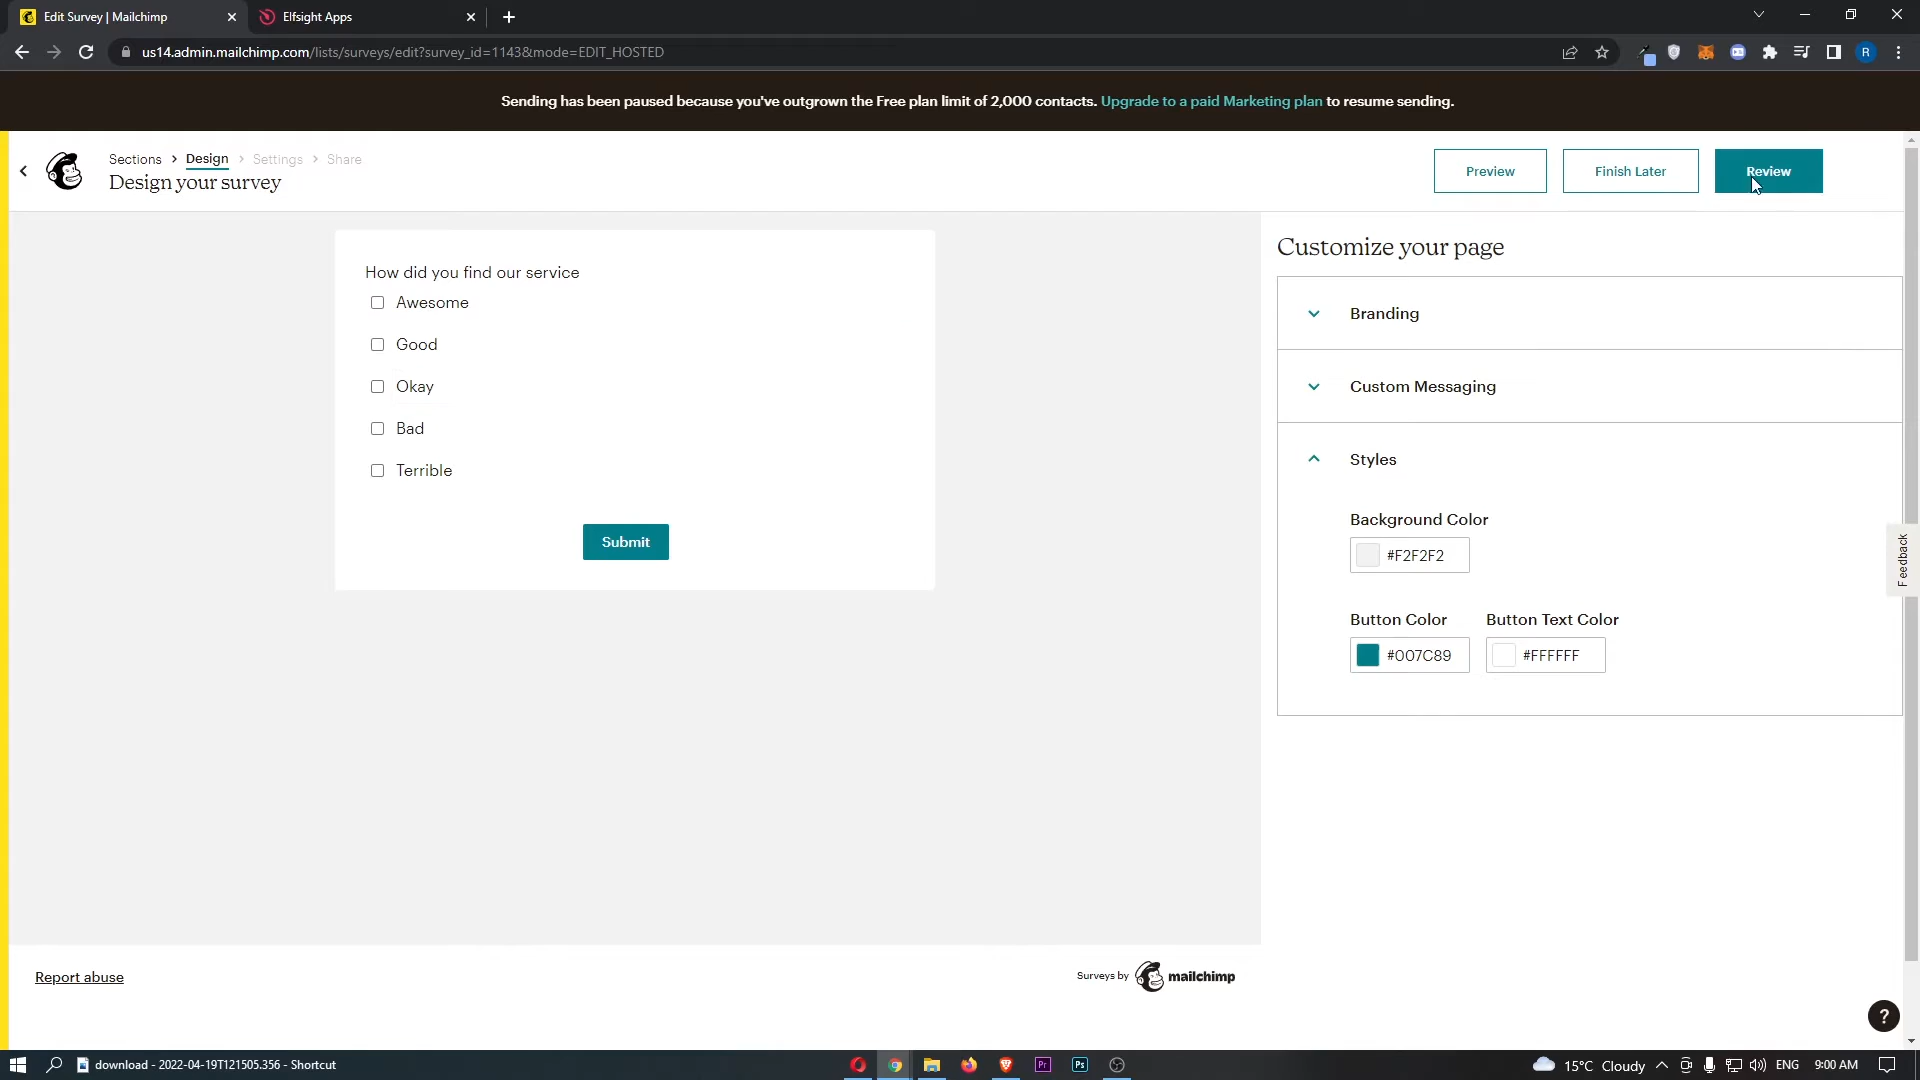 Edit Survey | Mailchimp
Elfsight Apps
us14.admin.mailchimp.com/lists/surveys/edit?survey_id=1143&mode=EDIT_HOSTED
R
Sending has been paused because you've outgrown the Free plan limit of 2,000 contacts. Upgrade to a paid Marketing plan to resume sending.
Sections > Design > Settings > Share
Design your survey
Preview
Finish Later
Review
How did you find our service
Awesome
Good
Okay
Bad
Terrible
Submit
Customize your page
Branding
Custom Messaging
Styles
Background Color
#F2F2F2
Button Color
Button Text Color
#007C89
#FFFFFF
Feedback
Report abuse
Surveys by mailchimp
?
download - 2022-04-19T121505.356 - Shortcut
Pr
Ps
15°C Cloudy
ENG
9:00 AM